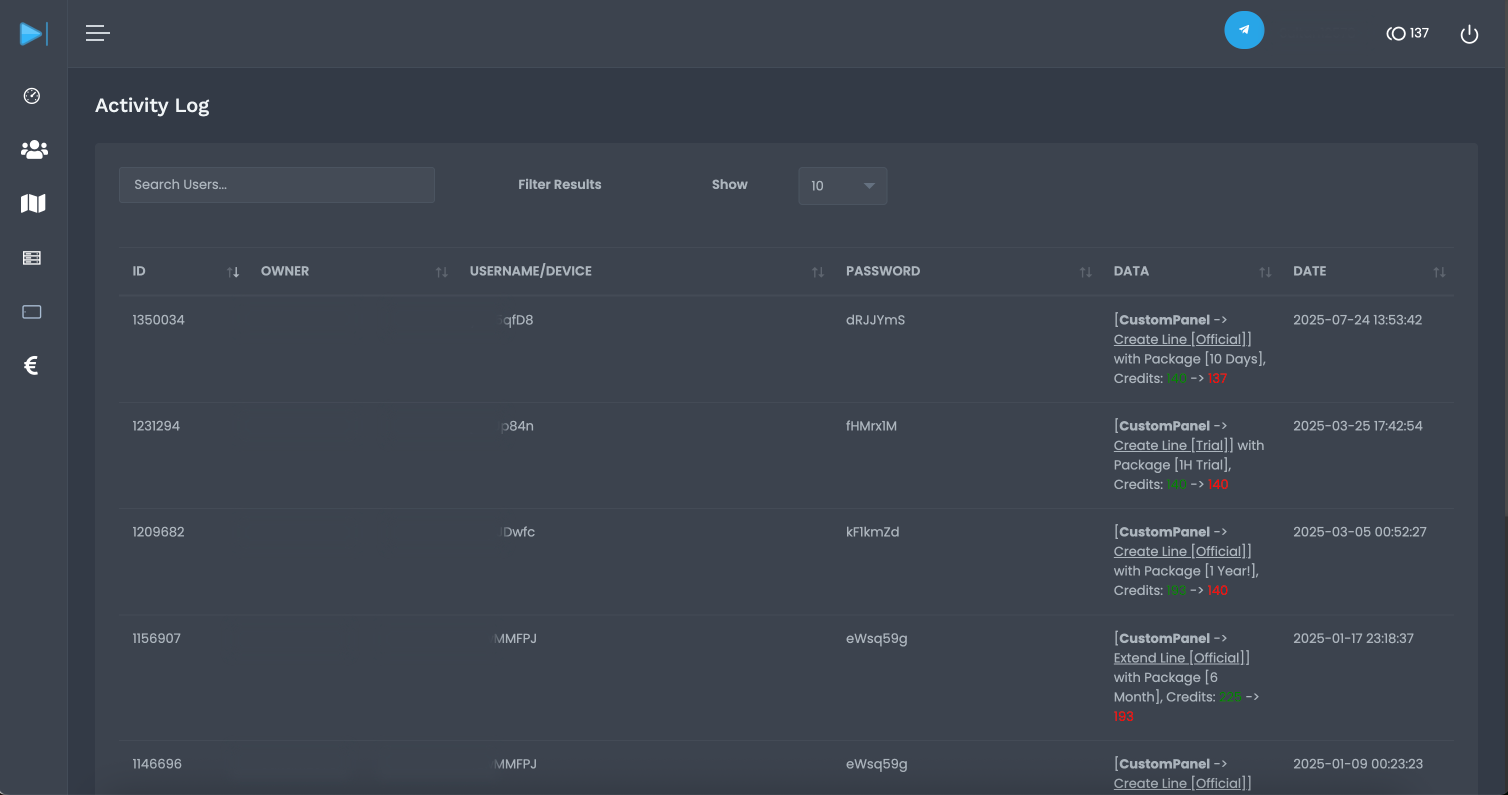 137
Activity Log
Search Users...
Filter Results
Show
10
ID
OWNER
USERNAME/DEVICE
PASSWORD
DATA
DATE
1350034
qfD8
dRJJYmS
[CustomPanel ->
Create Line [Official]]
with Package [10 Days],
Credits: 140 -> 137
2025-07-24 13:53:42
1231294
p84n
fHMrx1M
[CustomPanel ->
Create Line [Trial]] with
Package [1H Trial],
Credits: 140 -> 140
2025-03-25 17:42:54
1209682
Dwfc
kF1kmZd
[CustomPanel ->
Create Line [Official]]
with Package [1 Year!],
Credits: 193 -> 140
2025-03-05 00:52:27
1156907
MMFPJ
eWsq59g
[CustomPanel ->
Extend Line [Official]]
with Package [6
Month], Credits: 225 ->
193
2025-01-17 23:18:37
1146696
MMFPJ
eWsq59g
[CustomPanel ->
Create Line [Official]]
2025-01-09 00:23:23